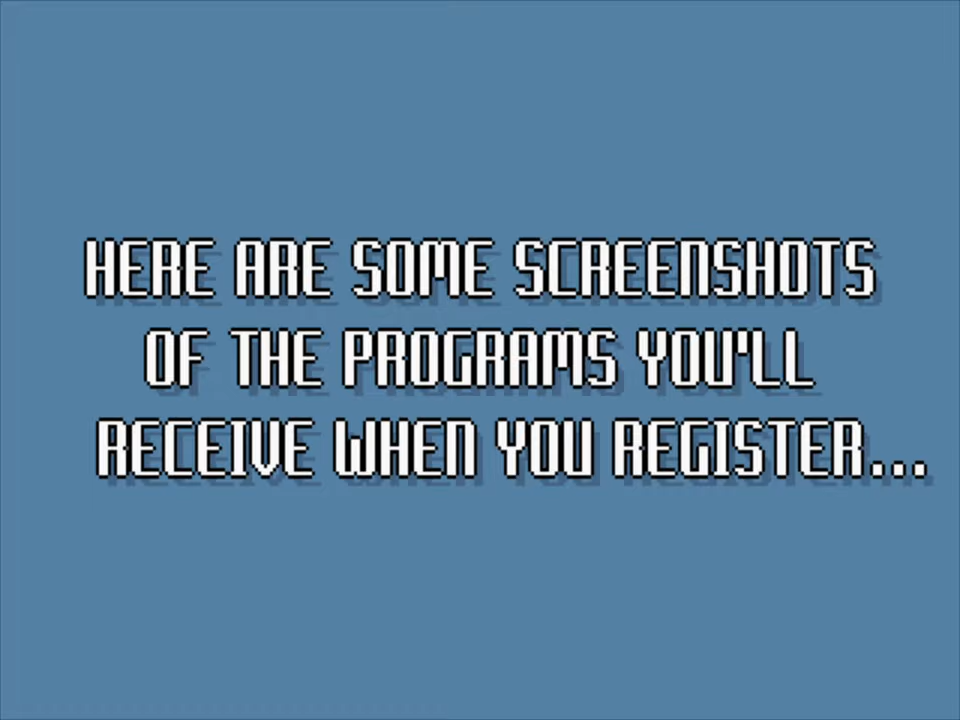 HERE ARE SOME SCREENSHOTS
OF THE PROGRAMS YOU'LL
RECEIVE WHEN YOU REGISTER...